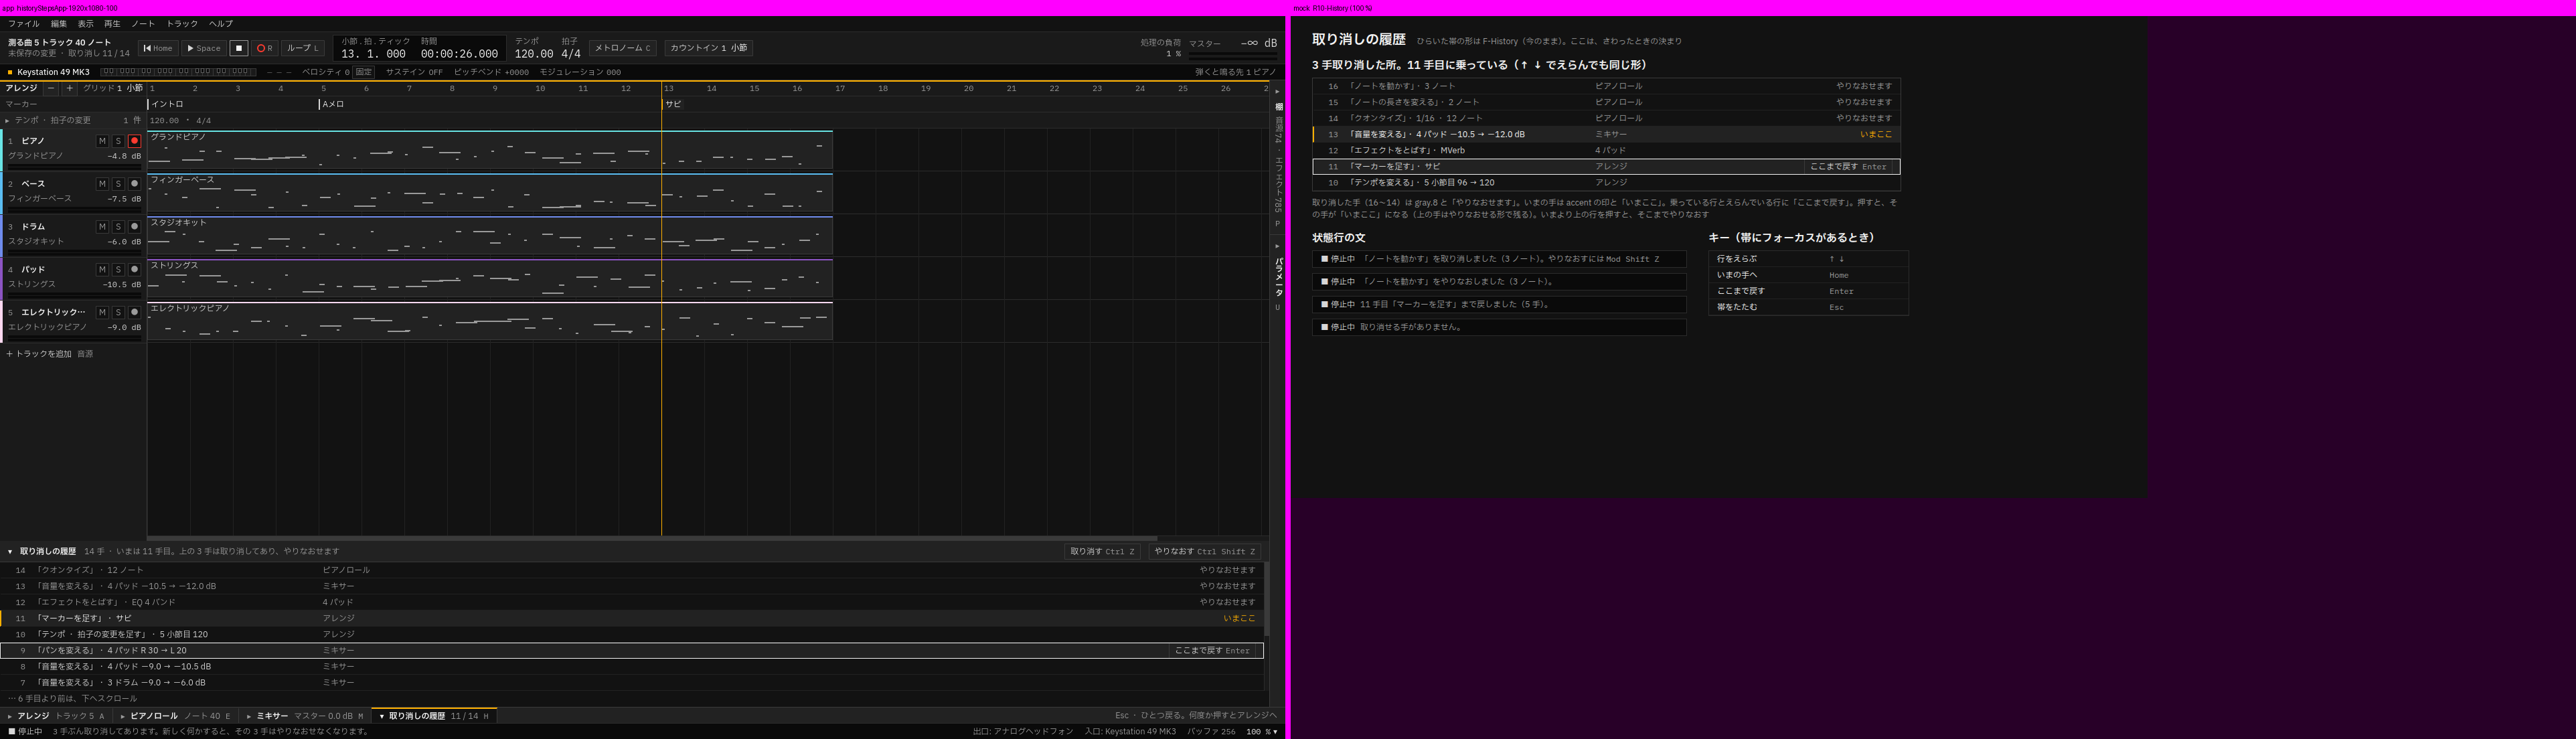 app historyStepsApp-1920x1080-100
ファイル 編集 表示 再生 ノート トラック ヘルプ
測る曲 5 トラック 40 ノート
未保存の変更 · 取り消し 11 / 14
Home Space R ループ L
小節 . 拍 . ティック 時間
13. 1. 000 00:00:26.000
テンポ 拍子
120.00 4/4
メトロノーム C カウントイン 1 小節
処理の負荷 1 %
マスター −∞ dB
Keystation 49 MK3
– – – ベロシティ 0 固定 サステイン OFF ピッチベンド +0000 モジュレーション 000
弾くと鳴る先 1 ピアノ
アレンジ − + グリッド 1 小節
1 2 3 4 5 6 7 8 9 10 11 12 13 14 15 16 17 18 19 20 21 22 23 24 25 26
マーカー イントロ Aメロ サビ
▸ テンポ · 拍子の変更 1 件 120.00 · 4/4
1 ピアノ M S
グランドピアノ −4.8 dB
グランドピアノ
2 ベース M S
フィンガーベース −7.5 dB
フィンガーベース
3 ドラム M S
スタジオキット −6.0 dB
スタジオキット
4 パッド M S
ストリングス −10.5 dB
ストリングス
5 エレクトリック… M S
エレクトリックピアノ −9.0 dB
エレクトリックピアノ
＋ トラックを追加 音源
棚 音源 74 · エフェクト 785 P
パラメータ U
▾ 取り消しの履歴 14 手 · いまは 11 手目。上の 3 手は取り消してあり、やりなおせます
取り消す Ctrl Z やりなおす Ctrl Shift Z
14 「クオンタイズ」 · 12 ノート ピアノロール やりなおせます
13 「音量を変える」 · 4 パッド −10.5 → −12.0 dB ミキサー やりなおせます
12 「エフェクトをとばす」 · EQ 4 バンド 4 パッド やりなおせます
11 「マーカーを足す」 · サビ アレンジ いまここ
10 「テンポ · 拍子の変更を足す」 · 5 小節目 120 アレンジ
9 「パンを変える」 · 4 パッド R 30 → L 20 ミキサー ここまで戻す Enter
8 「音量を変える」 · 4 パッド −9.0 → −10.5 dB ミキサー
7 「音量を変える」 · 3 ドラム −9.0 → −6.0 dB ミキサー
… 6 手目より前は、下へスクロール
▸ アレンジ トラック 5 A ▸ ピアノロール ノート 40 E ▸ ミキサー マスター 0.0 dB M ▾ 取り消しの履歴 11 / 14 H
Esc · ひとつ戻る。何度か押すとアレンジへ
■ 停止中 3 手ぶん取り消してあります。新しく何かすると、その 3 手はやりなおせなくなります。
出口: アナログヘッドフォン 入口: Keystation 49 MK3 バッファ 256 100 % ▾
mock R10-History (100 %)
取り消しの履歴 ひらいた帯の形は F-History（今のまま）。ここは、さわったときの決まり
3 手取り消した所。11 手目に乗っている（↑ ↓ でえらんでも同じ形）
16 「ノートを動かす」· 3 ノート ピアノロール やりなおせます
15 「ノートの長さを変える」· 2 ノート ピアノロール やりなおせます
14 「クオンタイズ」· 1/16 · 12 ノート ピアノロール やりなおせます
13 「音量を変える」· 4 パッド −10.5 → −12.0 dB ミキサー いまここ
12 「エフェクトをとばす」· MVerb 4 パッド
11 「マーカーを足す」· サビ アレンジ ここまで戻す Enter
10 「テンポを変える」· 5 小節目 96 → 120 アレンジ
取り消した手（16〜14）は gray.8 と「やりなおせます」。いまの手は accent の印と「いまここ」。乗っている行とえらんでいる行に「ここまで戻す」。押すと、そ
の手が「いまここ」になる（上の手はやりなおせる形で残る）。いまより上の行を押すと、そこまでやりなおす
状態行の文
■ 停止中 「ノートを動かす」を取り消しました（3 ノート）。やりなおすには Mod Shift Z
■ 停止中 「ノートを動かす」をやりなおしました（3 ノート）。
■ 停止中 11 手目「マーカーを足す」まで戻しました（5 手）。
■ 停止中 取り消せる手がありません。
キー（帯にフォーカスがあるとき）
行をえらぶ ↑ ↓
いまの手へ Home
ここまで戻す Enter
帯をたたむ Esc